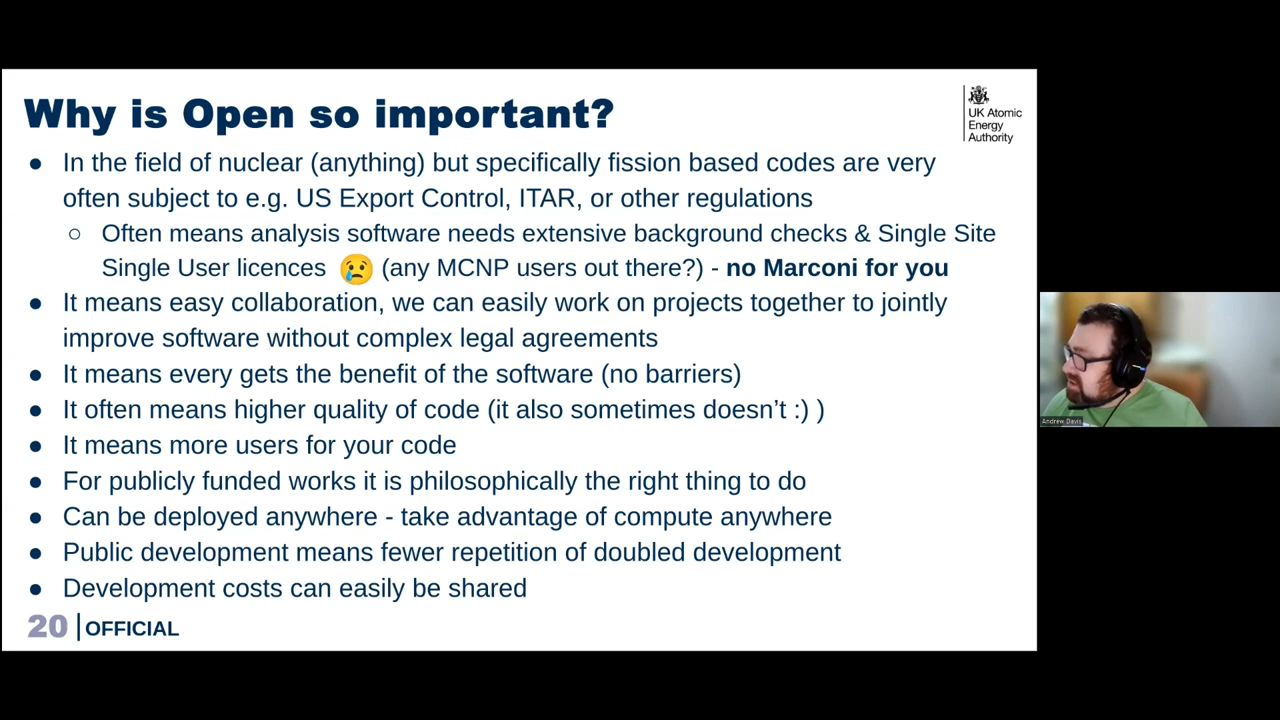 Why is Open so important?
UK Atomic
Energy
Authority
● In the field of nuclear (anything) but specifically fission based codes are very
often subject to e.g. US Export Control, ITAR, or other regulations
○ Often means analysis software needs extensive background checks & Single Site
Single User licences 😢 (any MCNP users out there?) - no Marconi for you
● It means easy collaboration, we can easily work on projects together to jointly
improve software without complex legal agreements
● It means every gets the benefit of the software (no barriers)
● It often means higher quality of code (it also sometimes doesn’t :) )
● It means more users for your code
● For publicly funded works it is philosophically the right thing to do
● Can be deployed anywhere - take advantage of compute anywhere
● Public development means fewer repetition of doubled development
● Development costs can easily be shared
20 | OFFICIAL
Andrew Davis